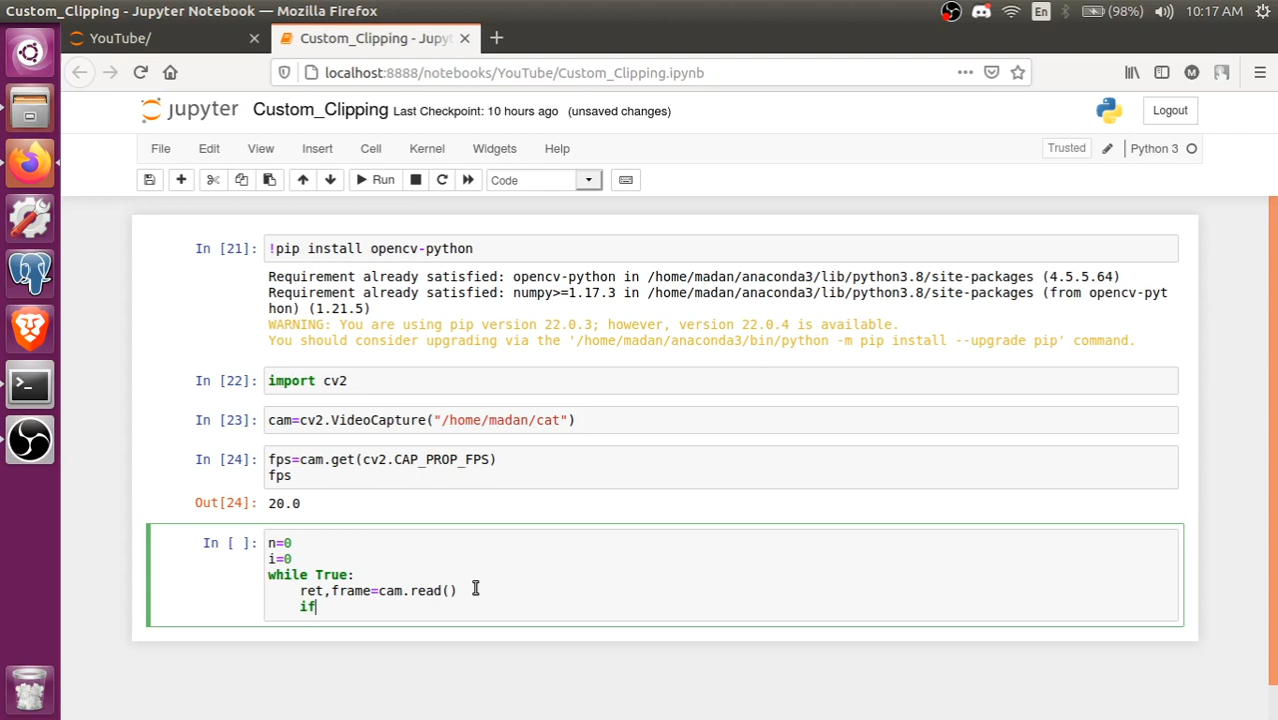 Custom_Clipping - Jupyter Notebook — Mozilla Firefox
En
(98%)
10:17 AM
YouTube/
Custom_Clipping - Jupyt
localhost:8888/notebooks/YouTube/Custom_Clipping.ipynb
M
jupyter Custom_Clipping Last Checkpoint: 10 hours ago (unsaved changes)
Logout
File Edit View Insert Cell Kernel Widgets Help
Trusted
Python 3
Run
Code
In [21]: !pip install opencv-python
Requirement already satisfied: opencv-python in /home/madan/anaconda3/lib/python3.8/site-packages (4.5.5.64)
Requirement already satisfied: numpy>=1.17.3 in /home/madan/anaconda3/lib/python3.8/site-packages (from opencv-pyt
hon) (1.21.5)
WARNING: You are using pip version 22.0.3; however, version 22.0.4 is available.
You should consider upgrading via the '/home/madan/anaconda3/bin/python -m pip install --upgrade pip' command.
In [22]: import cv2
In [23]: cam=cv2.VideoCapture("/home/madan/cat")
In [24]: fps=cam.get(cv2.CAP_PROP_FPS)
fps
Out[24]: 20.0
In [ ]: n=0
i=0
while True:
    ret,frame=cam.read()
    if